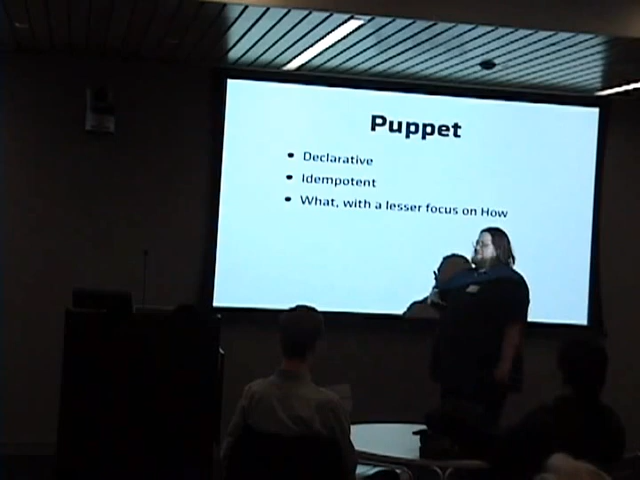 Puppet
• Declarative
• Idempotent
• What, with a lesser focus on How